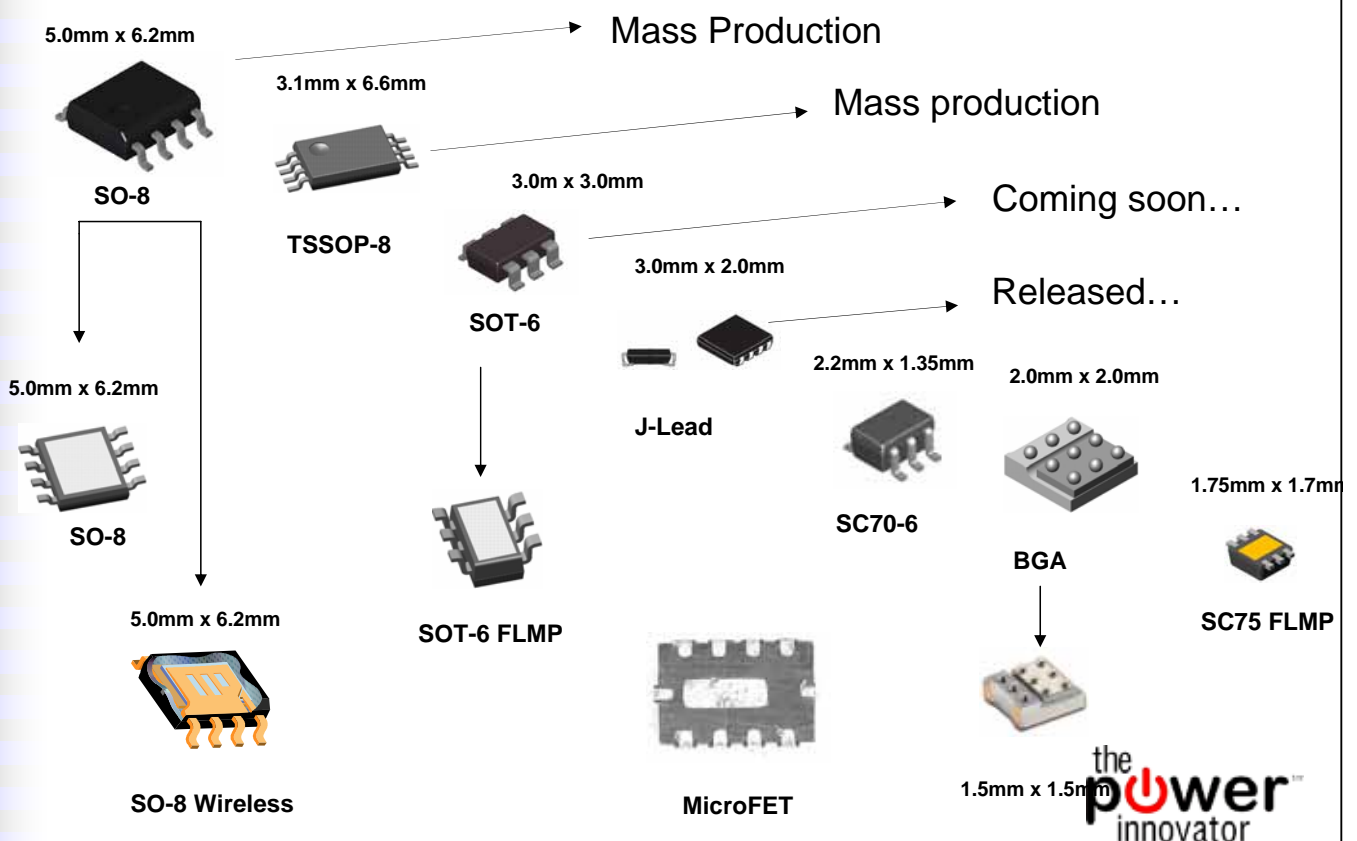 5.0mm x 6.2mm
Mass Production
3.1mm x 6.6mm
Mass production
SO-8
3.0m x 3.0mm
Coming soon…
TSSOP-8
3.0mm x 2.0mm
Released…
SOT-6
2.2mm x 1.35mm
2.0mm x 2.0mm
5.0mm x 6.2mm
J-Lead
1.75mm x 1.7mm
SC70-6
SO-8
BGA
5.0mm x 6.2mm
SOT-6 FLMP
SC75 FLMP
SO-8 Wireless
MicroFET
1.5mm x 1.5mm
the
power™
innovator